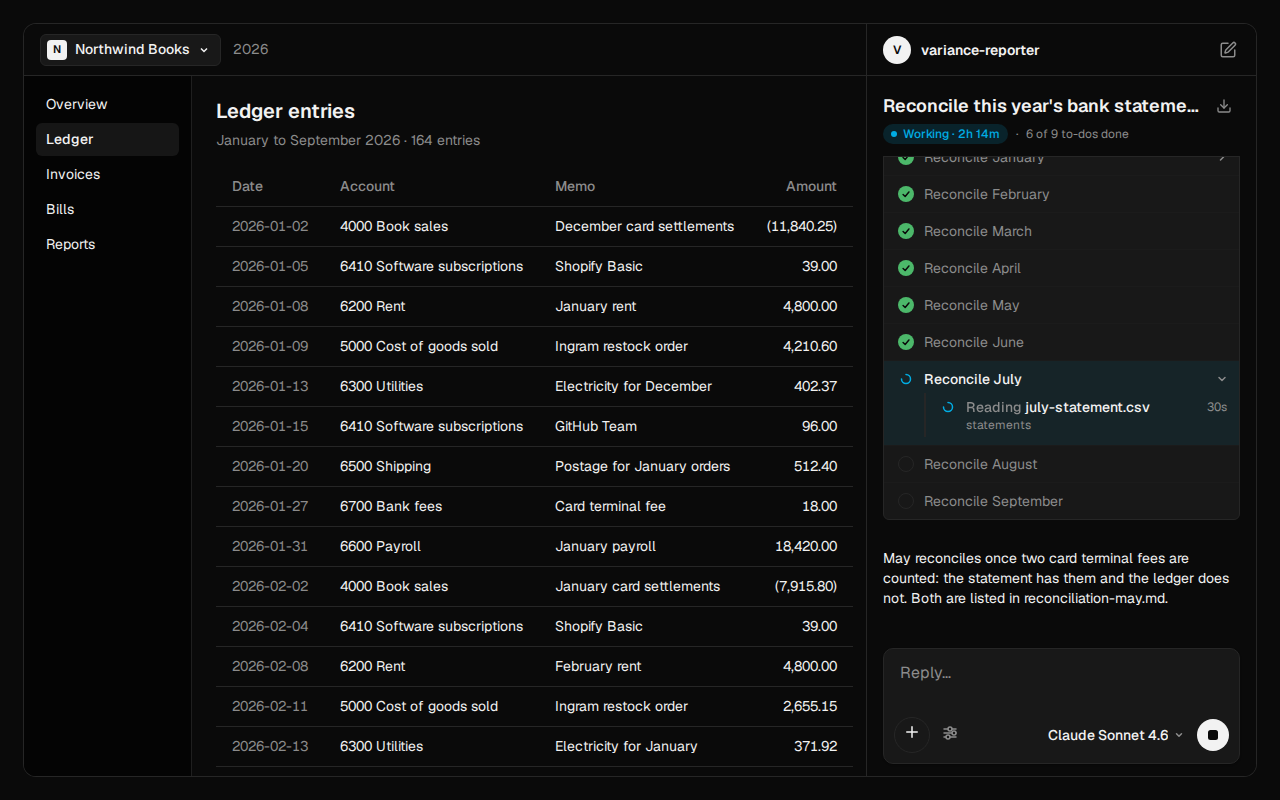 N Northwind Books 2026
V variance-reporter
Overview
Ledger
Invoices
Bills
Reports
Ledger entries
January to September 2026 · 164 entries
Date Account Memo Amount
2026-01-02 4000 Book sales December card settlements (11,840.25)
2026-01-05 6410 Software subscriptions Shopify Basic 39.00
2026-01-08 6200 Rent January rent 4,800.00
2026-01-09 5000 Cost of goods sold Ingram restock order 4,210.60
2026-01-13 6300 Utilities Electricity for December 402.37
2026-01-15 6410 Software subscriptions GitHub Team 96.00
2026-01-20 6500 Shipping Postage for January orders 512.40
2026-01-27 6700 Bank fees Card terminal fee 18.00
2026-01-31 6600 Payroll January payroll 18,420.00
2026-02-02 4000 Book sales January card settlements (7,915.80)
2026-02-04 6410 Software subscriptions Shopify Basic 39.00
2026-02-08 6200 Rent February rent 4,800.00
2026-02-11 5000 Cost of goods sold Ingram restock order 2,655.15
2026-02-13 6300 Utilities Electricity for January 371.92
Reconcile this year's bank stateme...
Working · 2h 14m · 6 of 9 to-dos done
Reconcile January
Reconcile February
Reconcile March
Reconcile April
Reconcile May
Reconcile June
Reconcile July
Reading july-statement.csv 30s
statements
Reconcile August
Reconcile September
May reconciles once two card terminal fees are
counted: the statement has them and the ledger does
not. Both are listed in reconciliation-may.md.
Reply...
Claude Sonnet 4.6